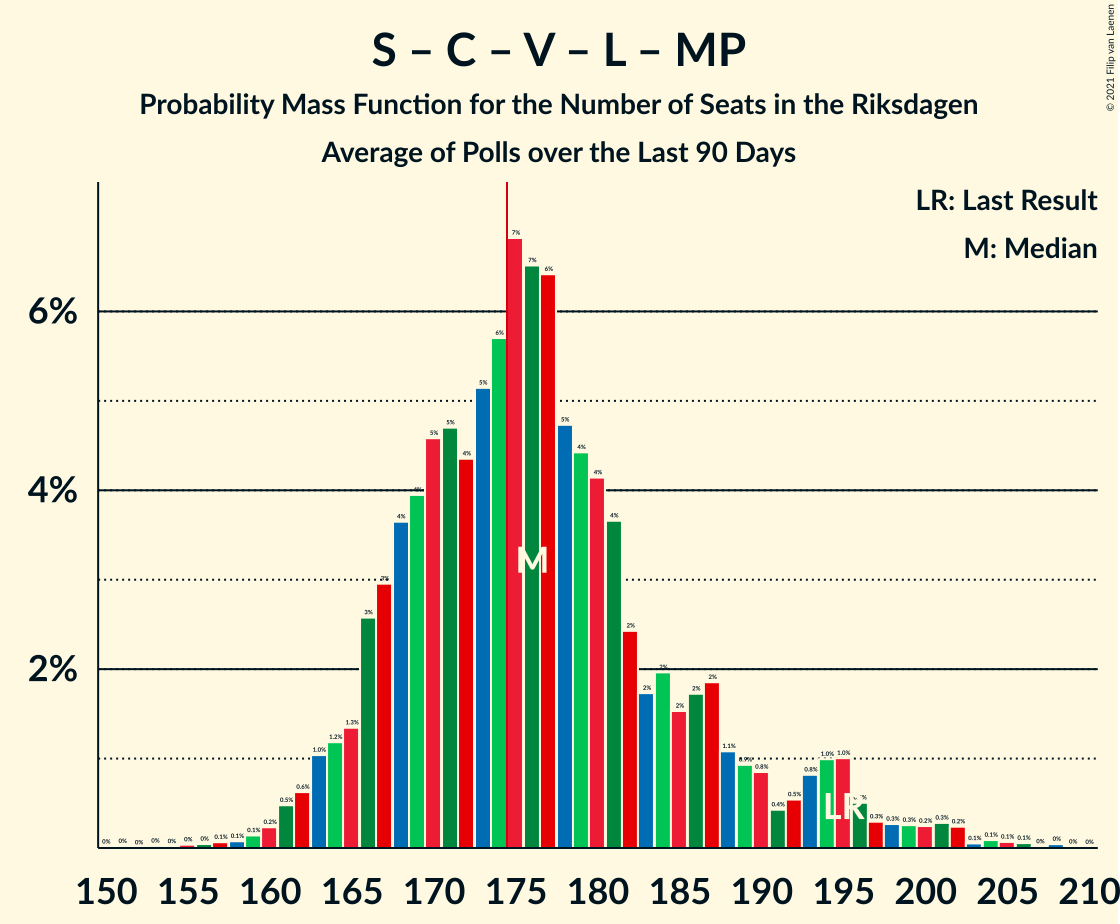 S – C – V – L – MP
Probability Mass Function for the Number of Seats in the Riksdagen
Average of Polls over the Last 90 Days
© 2021 Filip van Laenen
LR: Last Result
M: Median
6%
4%
2%
0% 0% 0% 0% 0% 0% 0% 0.1% 0.1% 0.1% 0.2% 0.5% 0.6% 1.0% 1.2% 1.3% 3% 3% 4% 4% 5% 5% 4% 5% 6% 7% 7% 6% 5% 4% 4% 4% 2% 2% 2% 2% 2% 2% 1.1% 0.9% 0.8% 0.4% 0.5% 0.8% 1.0% 1.0% 0.3% 0.3% 0.3% 0.2% 0.3% 0.2% 0.1% 0.1% 0.1% 0.1% 0% 0% 0% 0%
M
LR
150 155 160 165 170 175 180 185 190 195 200 205 210